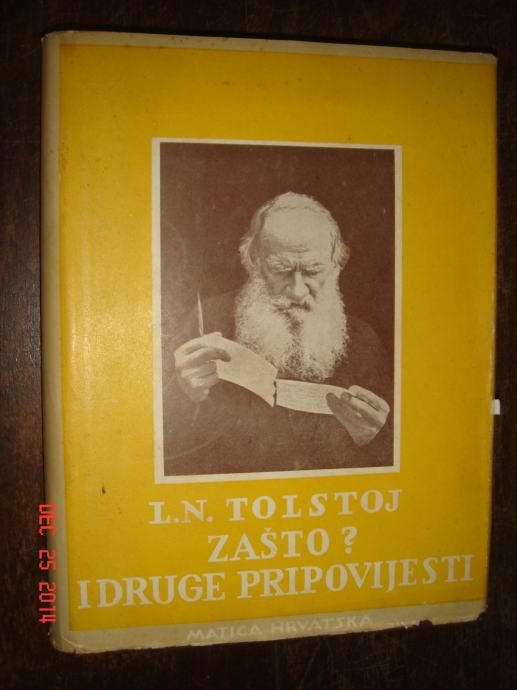 L.N. TOLSTOJ
ZAŠTO?
I DRUGE PRIPOVIJESTI
MATICA HRVATSKA
DEC 25 2014